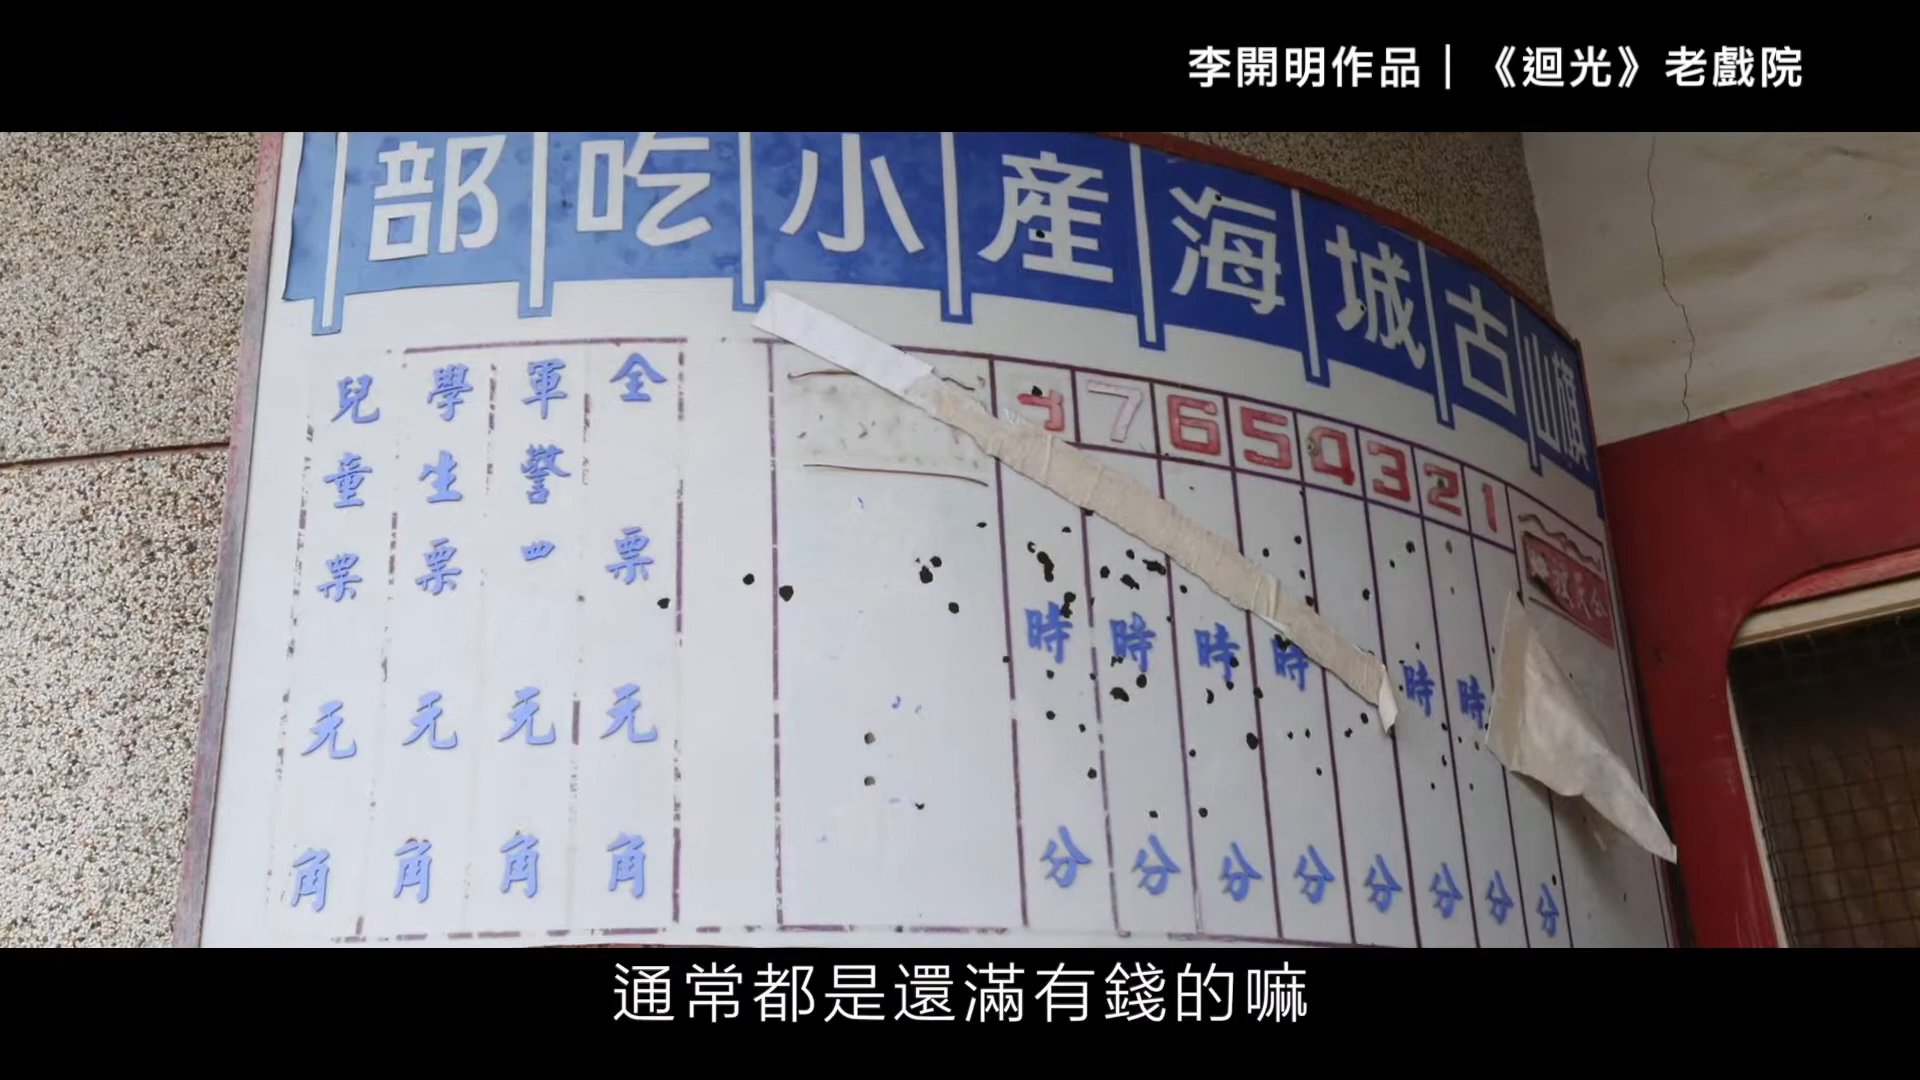 李開明作品｜《迴光》老戲院
旗山古城海產小吃部
1 2 3 4 5 6 7
時 時 時 時 時 時
分 分 分 分 分 分 分 分
全票元角
軍警元角
學生票元角
兒童票元角
通常都是還滿有錢的嘛